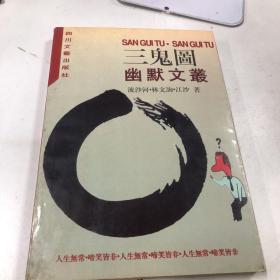 四川文藝出版社
SAN GUI TU · SAN GUI TU
三鬼圖
幽默文叢
流沙河·林文詢·江沙 著
人生無常·啼笑皆非·人生無常·啼笑皆非·人生無常·啼笑皆非